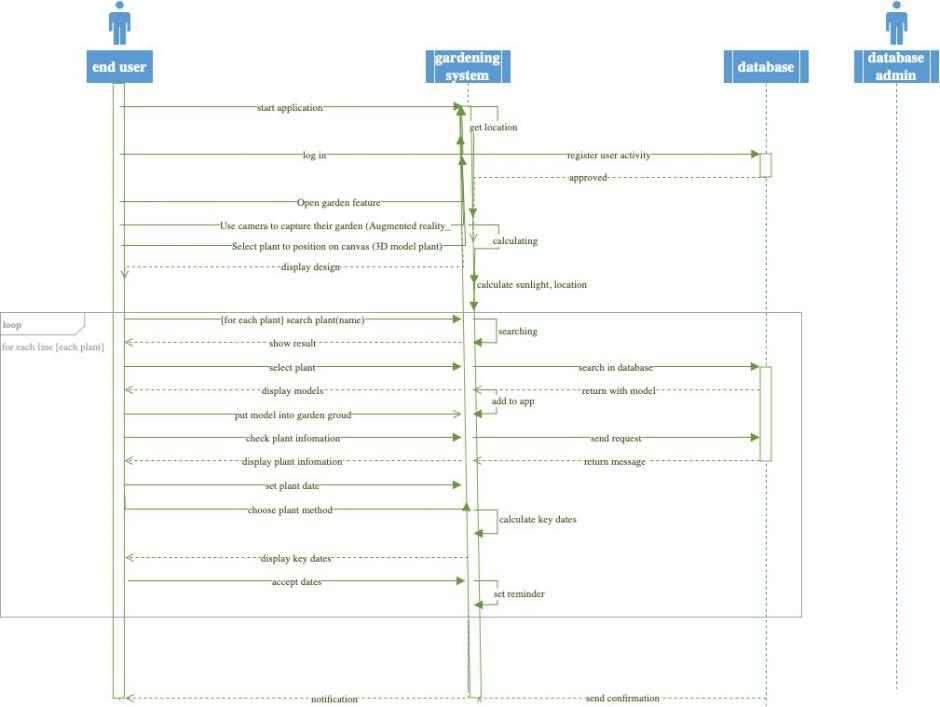 end user
gardening
system
database
database
admin
start application
get location
log in
register user activity
approved
Open garden feature
Use camera to capture their garden (Augmented reality_
calculating
Select plant to position on canvas (3D model plant)
display design
calculate sunlight, location
loop
[for each plant] search plant(name)
searching
for each line [each plant]
show result
select plant
search in database
display models
return with model
add to app
put model into garden groud
check plant infomation
send request
display plant infomation
return message
set plant date
choose plant method
calculate key dates
display key dates
accept dates
set reminder
notification
send confirmation